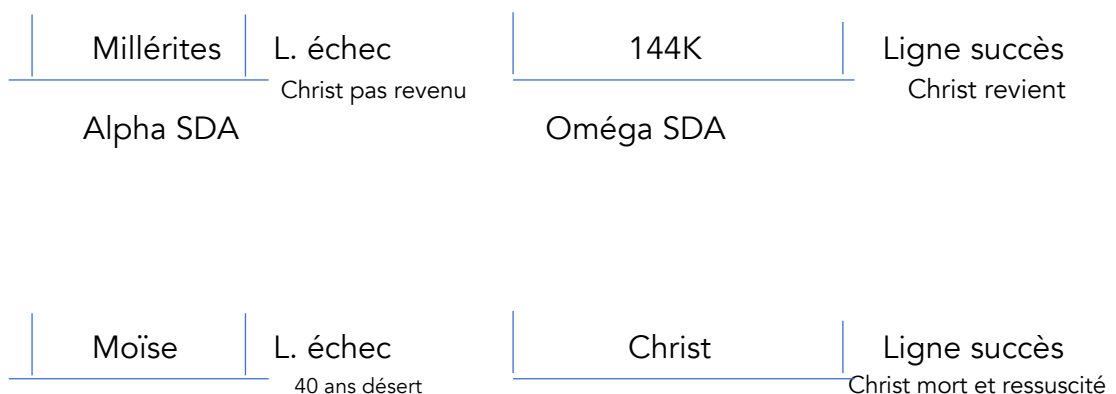 Millérites L. échec 144K Ligne succès
Christ pas revenu Christ revient
Alpha SDA Oméga SDA
Moïse L. échec Christ Ligne succès
40 ans désert Christ mort et ressuscité